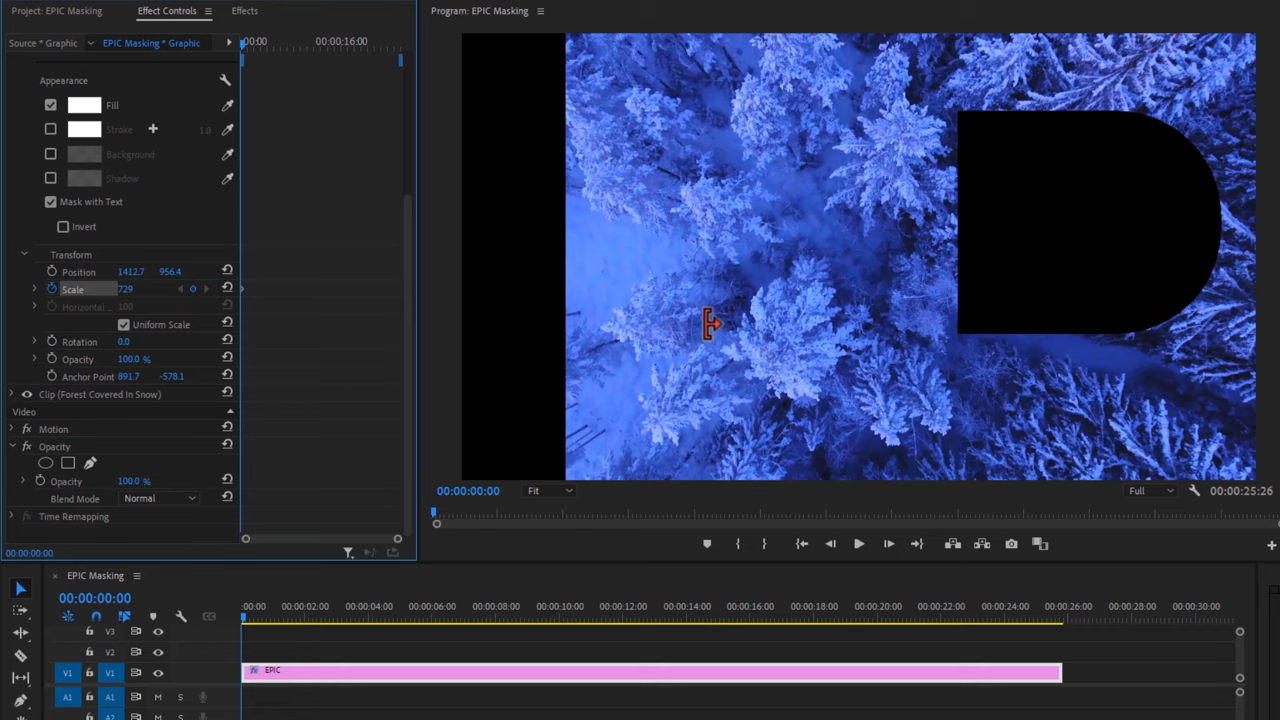 Project: EPIC Masking
Effect Controls
Effects
Program: EPIC Masking
Source * Graphic
EPIC Masking * Graphic
:00:00
00:00:16:00
Appearance
Fill
Stroke
1.0
Background
Shadow
Mask with Text
Invert
Transform
Position 1412.7 956.4
Scale 729
Horizontal ... 100
Uniform Scale
Rotation 0.0
Opacity 100.0 %
Anchor Point 891.7 -578.1
Clip (Forest Covered In Snow)
Video
fx Motion
fx Opacity
Opacity 100.0 %
Blend Mode Normal
fx Time Remapping
00:00:00:00
00:00:00:00
Fit
Full
00:00:25:26
× EPIC Masking
00:00:00:00
:00:00 00:00:02:00 00:00:04:00 00:00:06:00 00:00:08:00 00:00:10:00 00:00:12:00 00:00:14:00 00:00:16:00 00:00:18:00 00:00:20:00 00:00:22:00 00:00:24:00 00:00:26:00 00:00:28:00 00:00:30:00
V3
V2
V1 V1
fx EPIC
A1 A1 M S
A2 M S